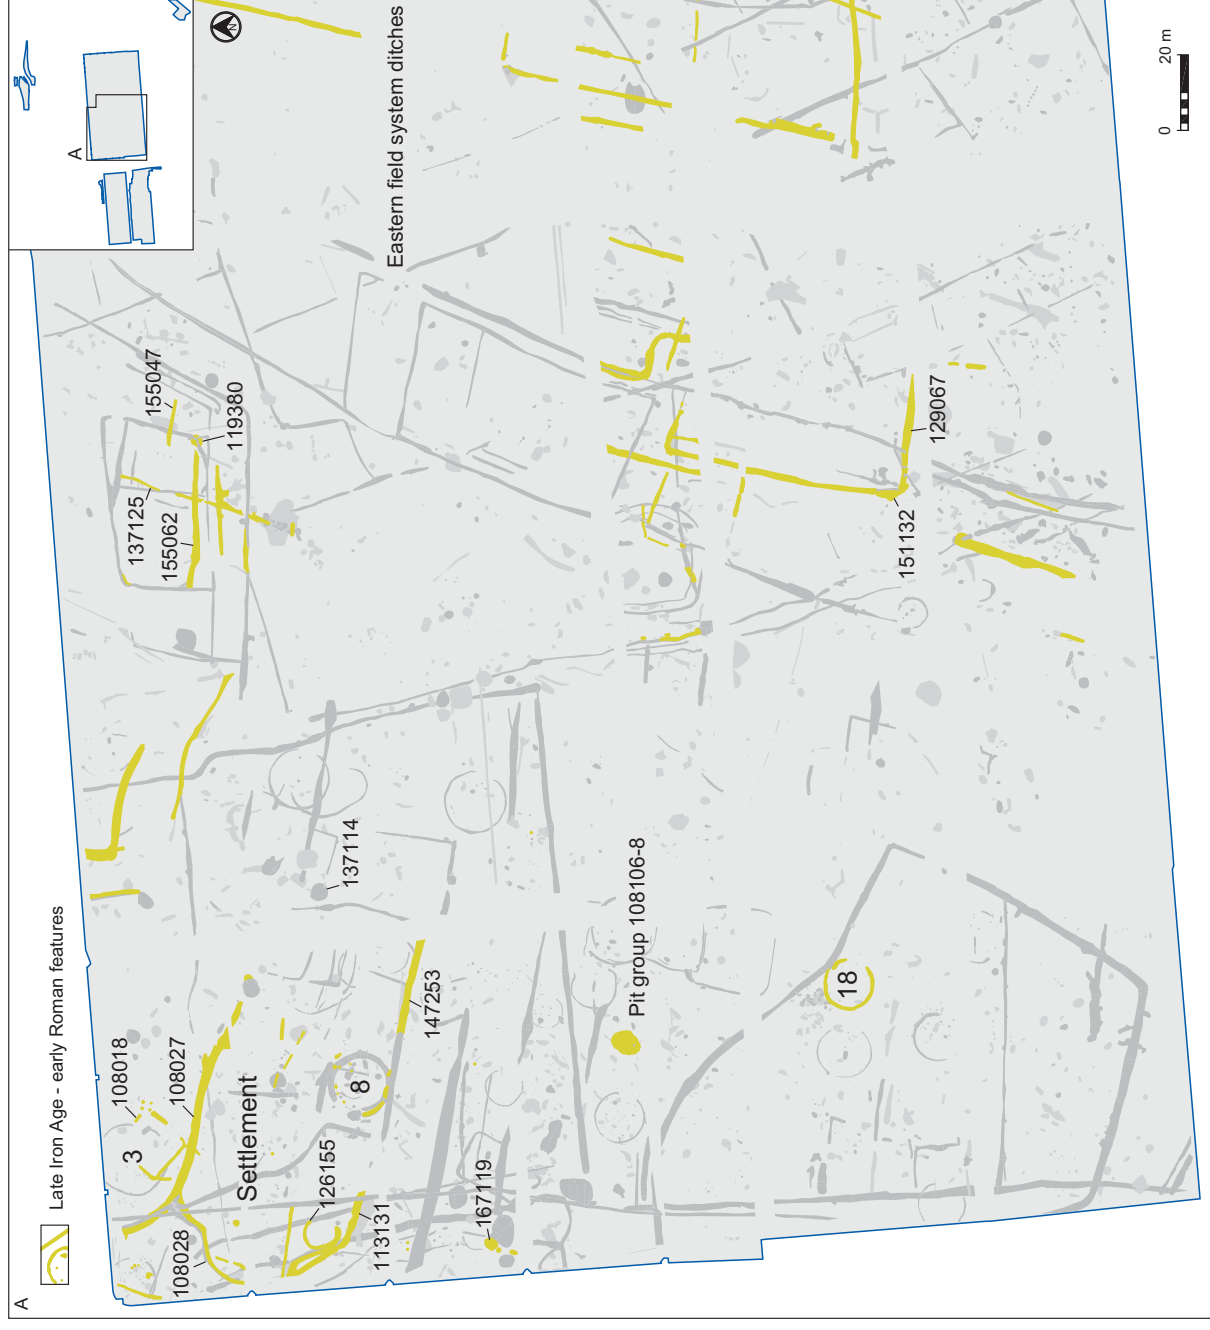 A
Late Iron Age - early Roman features
A
N
Eastern field system ditches
155047
119380
137125
155062
108018
108027
3
Settlement
108028
126155
113131
8
147253
137114
167119
Pit group 108106-8
18
129067
151132
0
20 m